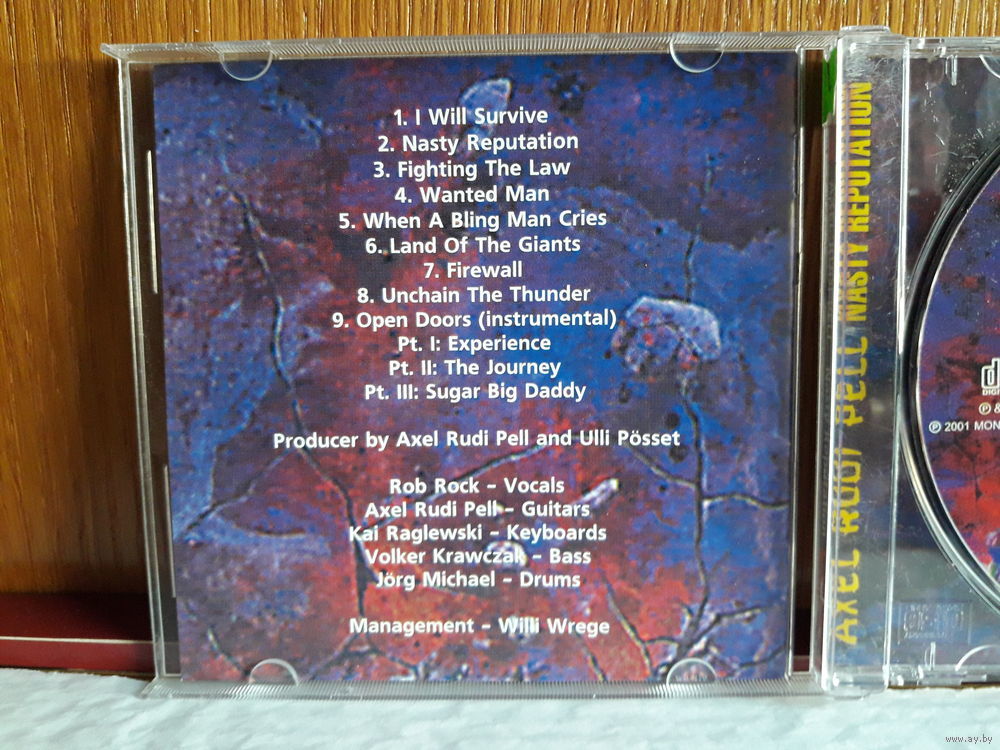 1. I Will Survive
2. Nasty Reputation
3. Fighting The Law
4. Wanted Man
5. When A Bling Man Cries
6. Land Of The Giants
7. Firewall
8. Unchain The Thunder
9. Open Doors (instrumental)
Pt. I: Experience
Pt. II: The Journey
Pt. III: Sugar Big Daddy
Producer by Axel Rudi Pell and Ulli Pösset
Rob Rock – Vocals
Axel Rudi Pell – Guitars
Kai Raglewski – Keyboards
Volker Krawczak – Bass
Jörg Michael – Drums
Management – Willi Wrege
AXEL RUDI PELL NASTY REPUTATION
℗ &
℗ 2001 MON
www.ay.by